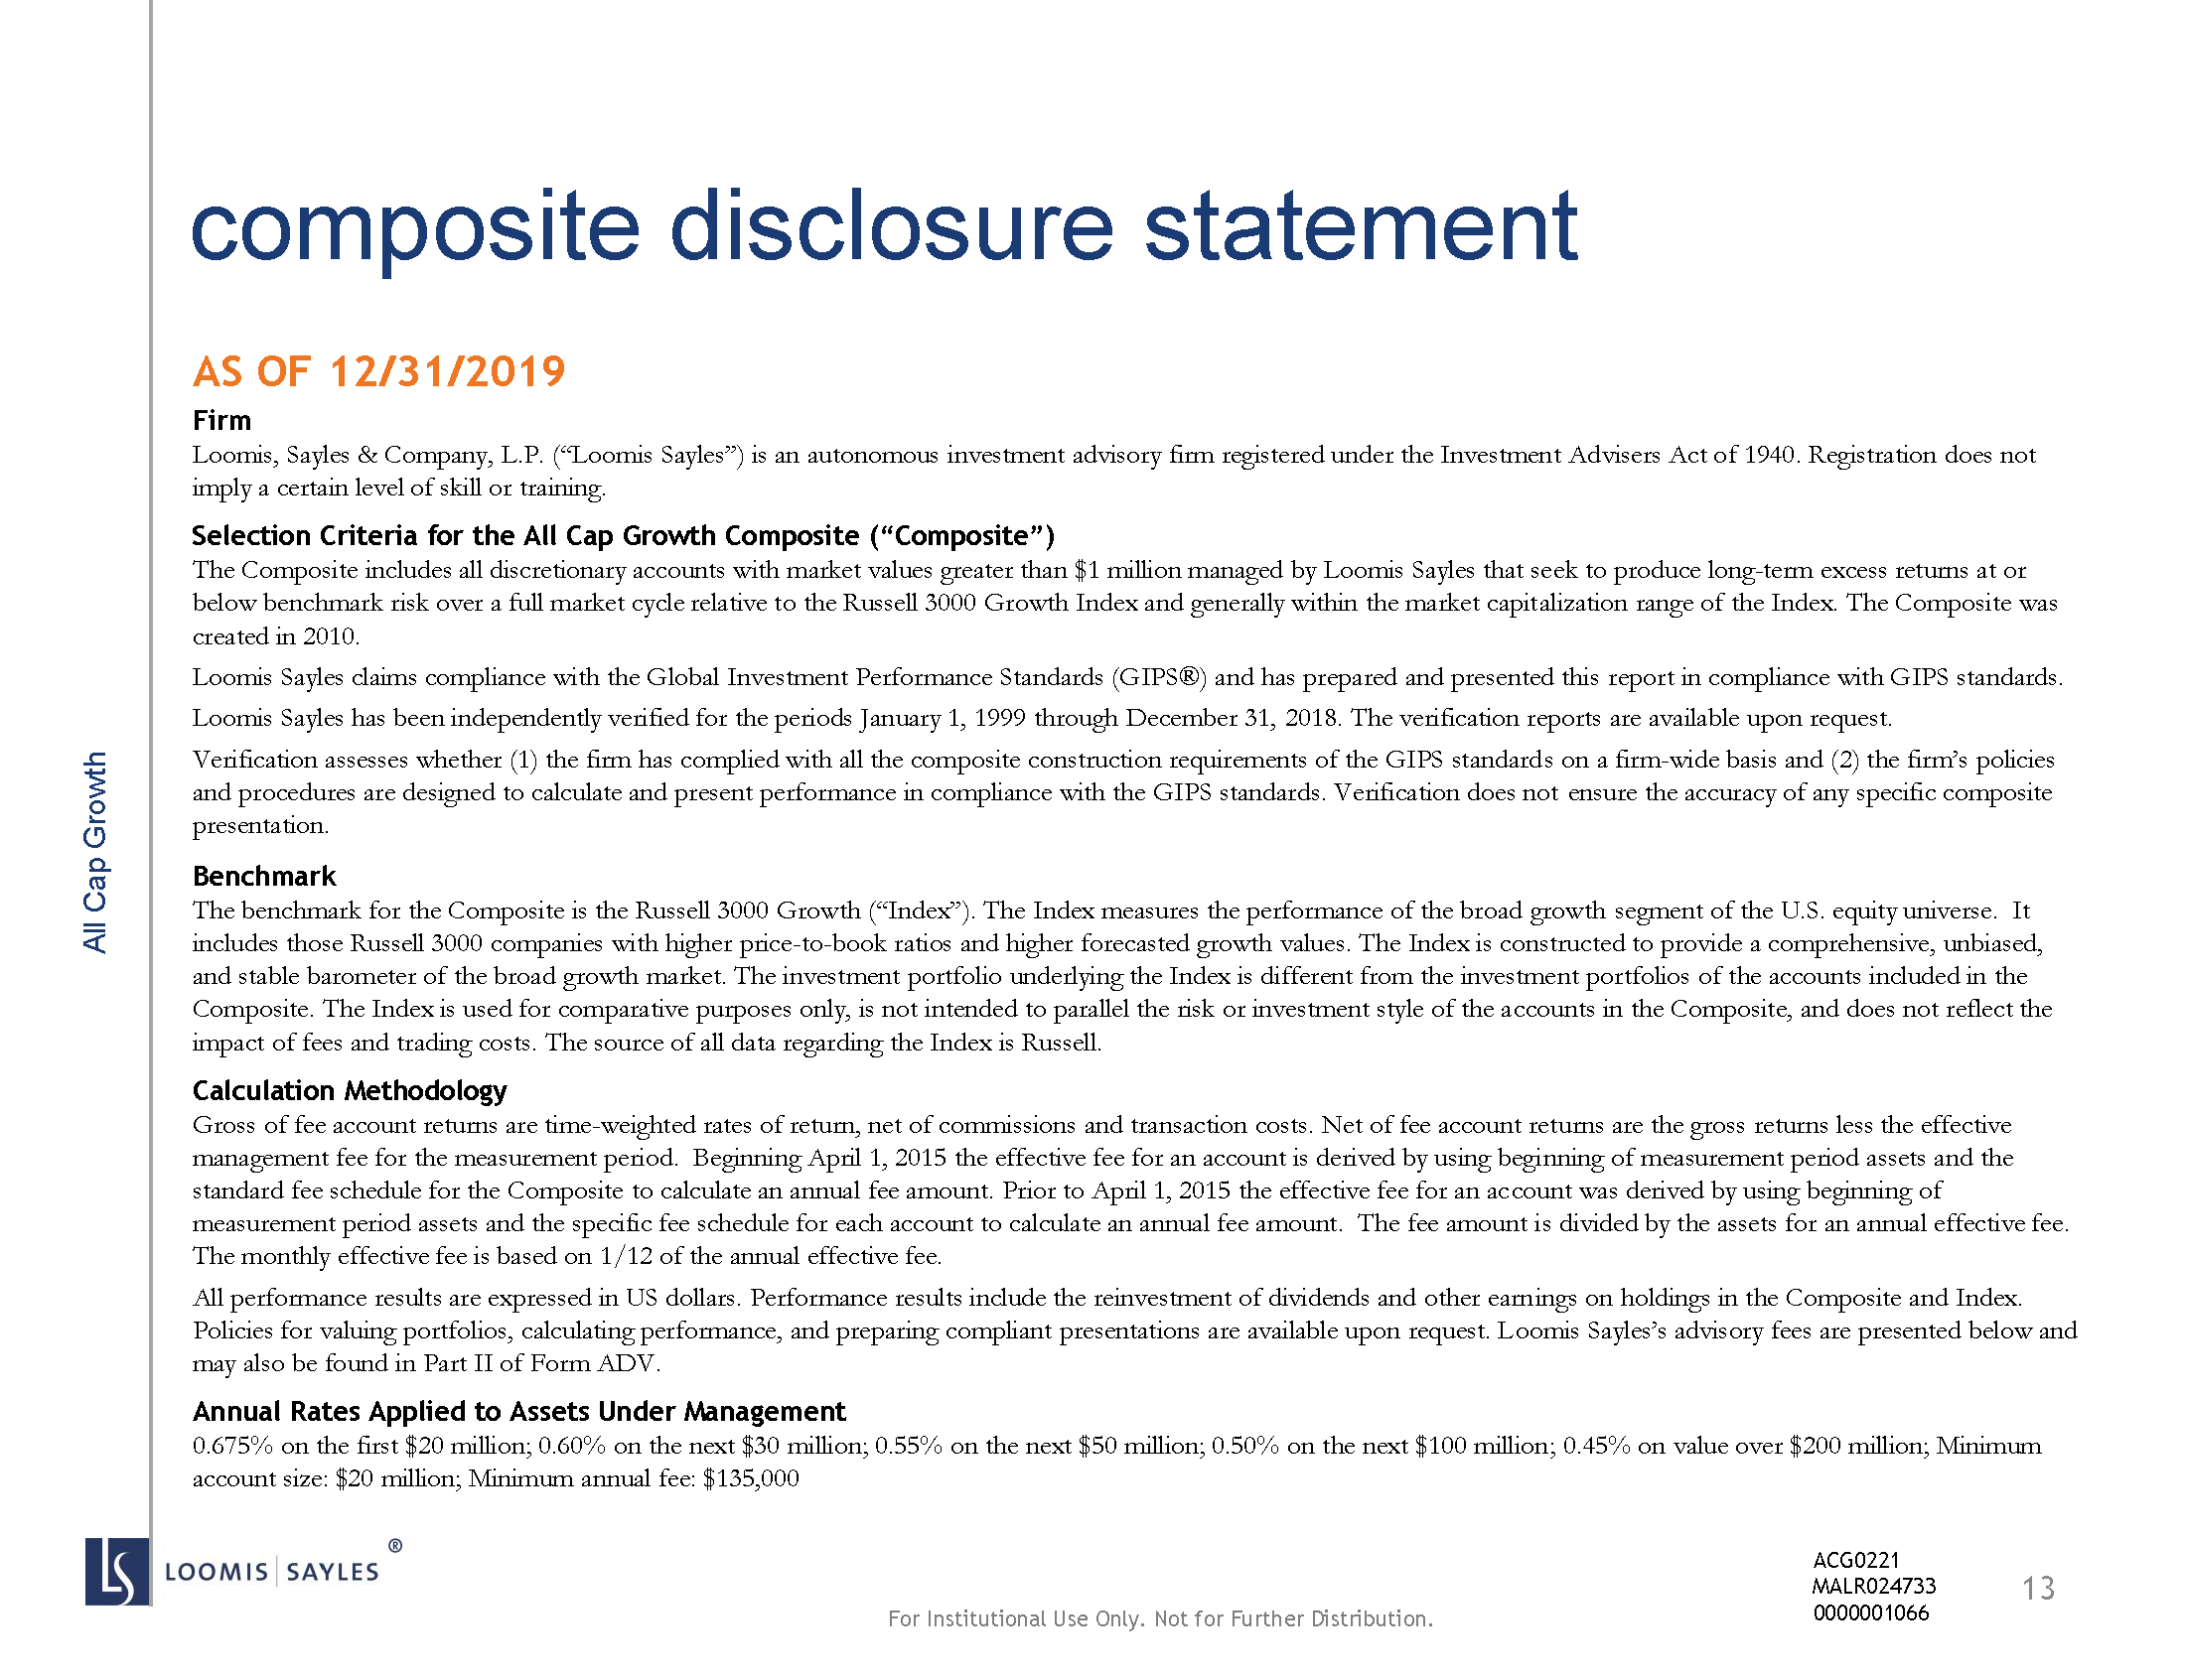 composite disclosure statement
AS OF 12/31/2019
Firm
Loomis, Sayles & Company, L.P. (“Loomis Sayles”) is an autonomous investment advisory firm registered under the Investment Advisers Act of 1940. Registration does not
imply a certain level of skill or training.
Selection Criteria for the All Cap Growth Composite (“Composite”)
The Composite includes all discretionary accounts with market values greater than $1 million managed by Loomis Sayles that seek to produce long-term excess returns at or
below benchmark risk over a full market cycle relative to the Russell 3000 Growth Index and generally within the market capitalization range of the Index. The Composite was
created in 2010.
Loomis Sayles claims compliance with the Global Investment Performance Standards (GIPS®) and has prepared and presented this report in compliance with GIPS standards.
Loomis Sayles has been independently verified for the periods January 1, 1999 through December 31, 2018. The verification reports are available upon request.
Verification assesses whether (1) the firm has complied with all the composite construction requirements of the GIPS standards on a firm-wide basis and (2) the firm’s policies
and procedures are designed to calculate and present performance in compliance with the GIPS standards. Verification does not ensure the accuracy of any specific composite
presentation.
Benchmark
The benchmark for the Composite is the Russell 3000 Growth (“Index”). The Index measures the performance of the broad growth segment of the U.S. equity universe. It
includes those Russell 3000 companies with higher price-to-book ratios and higher forecasted growth values. The Index is constructed to provide a comprehensive, unbiased,
and stable barometer of the broad growth market. The investment portfolio underlying the Index is different from the investment portfolios of the accounts included in the
Composite. The Index is used for comparative purposes only, is not intended to parallel the risk or investment style of the accounts in the Composite, and does not reflect the
impact of fees and trading costs. The source of all data regarding the Index is Russell.
Calculation Methodology
Gross of fee account returns are time-weighted rates of return, net of commissions and transaction costs. Net of fee account returns are the gross returns less the effective
management fee for the measurement period. Beginning April 1, 2015 the effective fee for an account is derived by using beginning of measurement period assets and the
standard fee schedule for the Composite to calculate an annual fee amount. Prior to April 1, 2015 the effective fee for an account was derived by using beginning of
measurement period assets and the specific fee schedule for each account to calculate an annual fee amount. The fee amount is divided by the assets for an annual effective fee.
The monthly effective fee is based on 1/12 of the annual effective fee.
All performance results are expressed in US dollars. Performance results include the reinvestment of dividends and other earnings on holdings in the Composite and Index.
Policies for valuing portfolios, calculating performance, and preparing compliant presentations are available upon request. Loomis Sayles’s advisory fees are presented below and
may also be found in Part II of Form ADV.
Annual Rates Applied to Assets Under Management
0.675% on the first $20 million; 0.60% on the next $30 million; 0.55% on the next $50 million; 0.50% on the next $100 million; 0.45% on value over $200 million; Minimum
account size: $20 million; Minimum annual fee: $135,000
All Cap Growth
LS LOOMIS | SAYLES ®
For Institutional Use Only. Not for Further Distribution.
ACG0221
MALR024733
0000001066
13